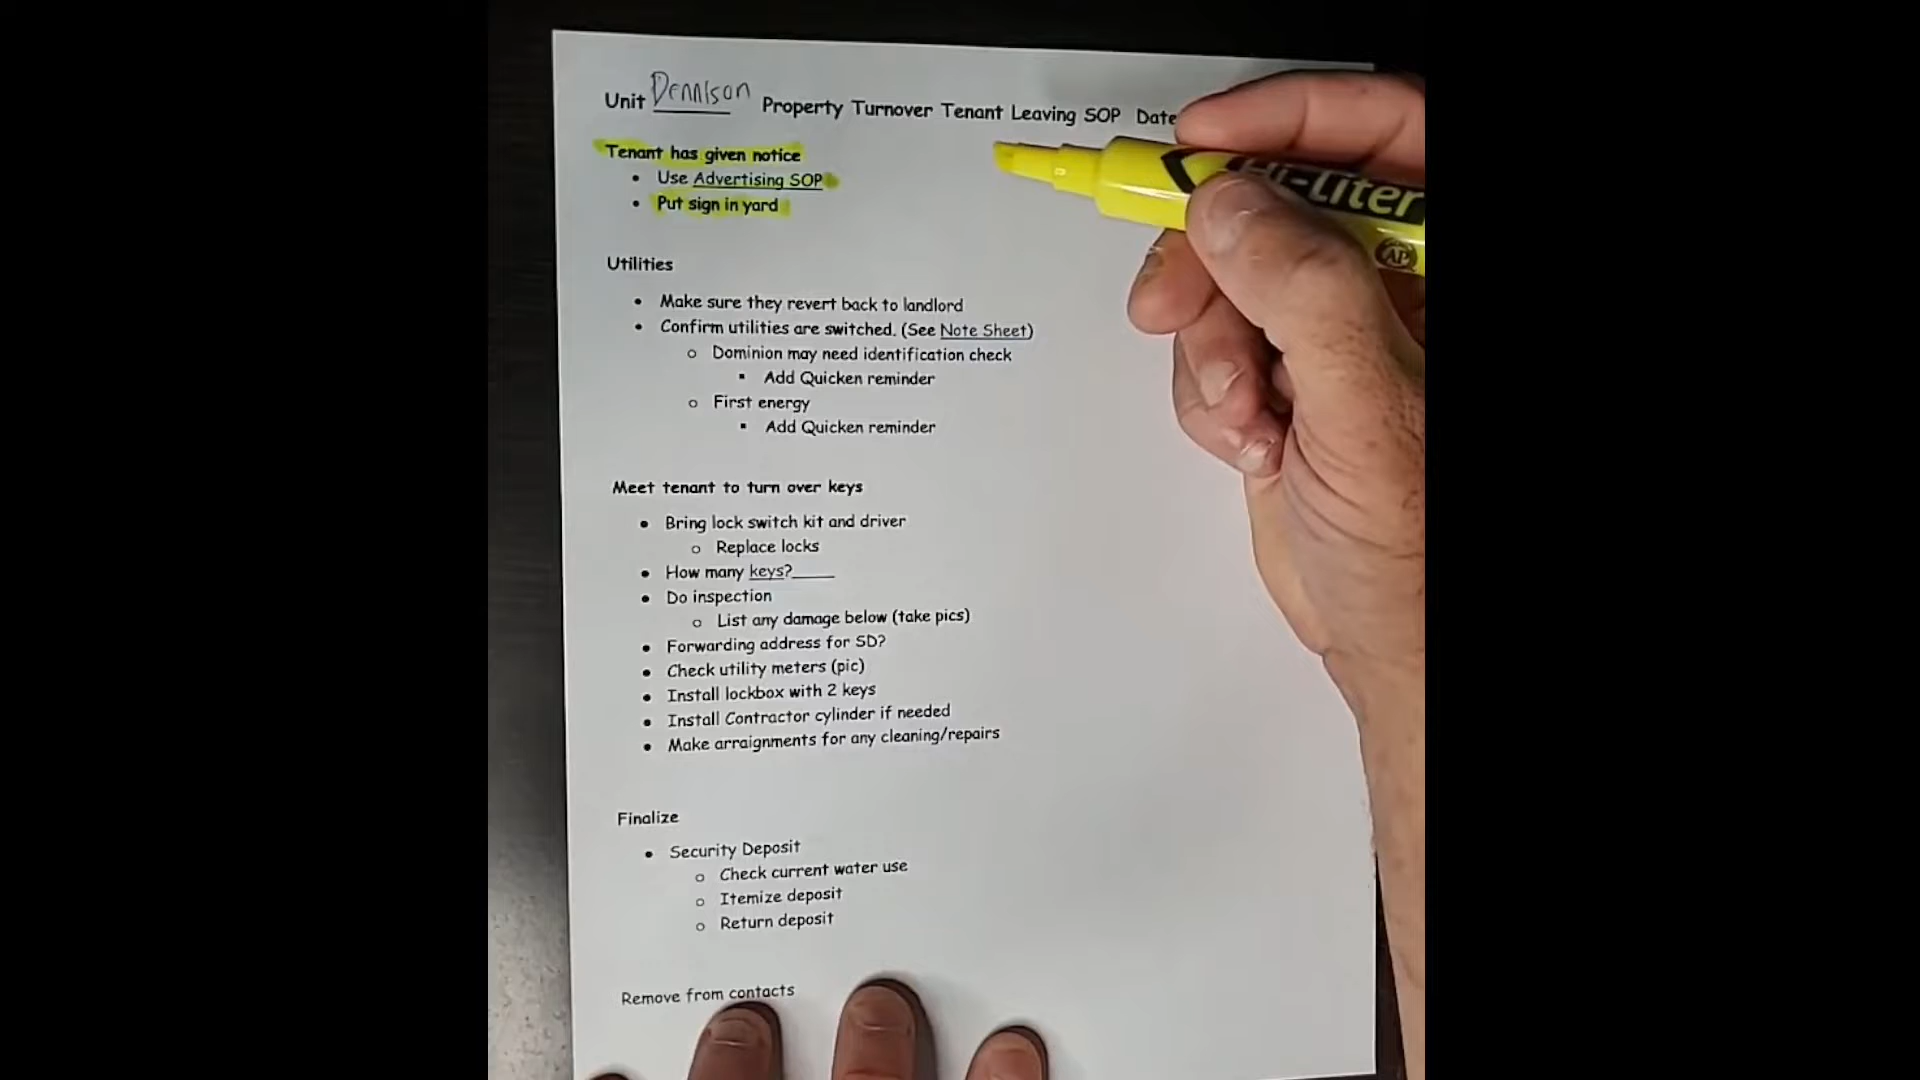 Unit Dennison Property Turnover Tenant Leaving SOP Date
Tenant has given notice
• Use Advertising SOP
• Put sign in yard
Utilities
• Make sure they revert back to landlord
• Confirm utilities are switched. (See Note Sheet)
o Dominion may need identification check
▪ Add Quicken reminder
o First energy
▪ Add Quicken reminder
Meet tenant to turn over keys
• Bring lock switch kit and driver
o Replace locks
• How many keys?_____
• Do inspection
o List any damage below (take pics)
• Forwarding address for SD?
• Check utility meters (pic)
• Install lockbox with 2 keys
• Install Contractor cylinder if needed
• Make arraignments for any cleaning/repairs
Finalize
• Security Deposit
o Check current water use
o Itemize deposit
o Return deposit
Remove from contacts
Hi-Liter
AP